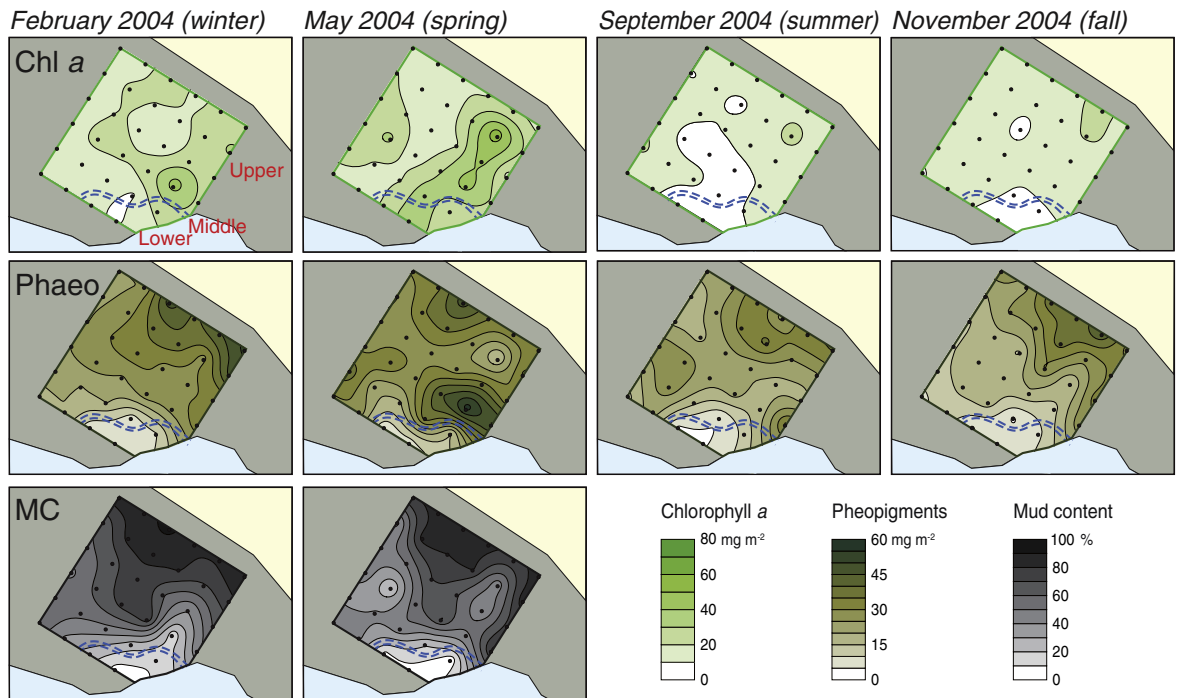 February 2004 (winter)
May 2004 (spring)
September 2004 (summer)
November 2004 (fall)
Chl a
Upper
Middle
Lower
Phaeo
MC
Chlorophyll a
80 mg m-2
60
40
20
0
Pheopigments
60 mg m-2
45
30
15
0
Mud content
100 %
80
60
40
20
0